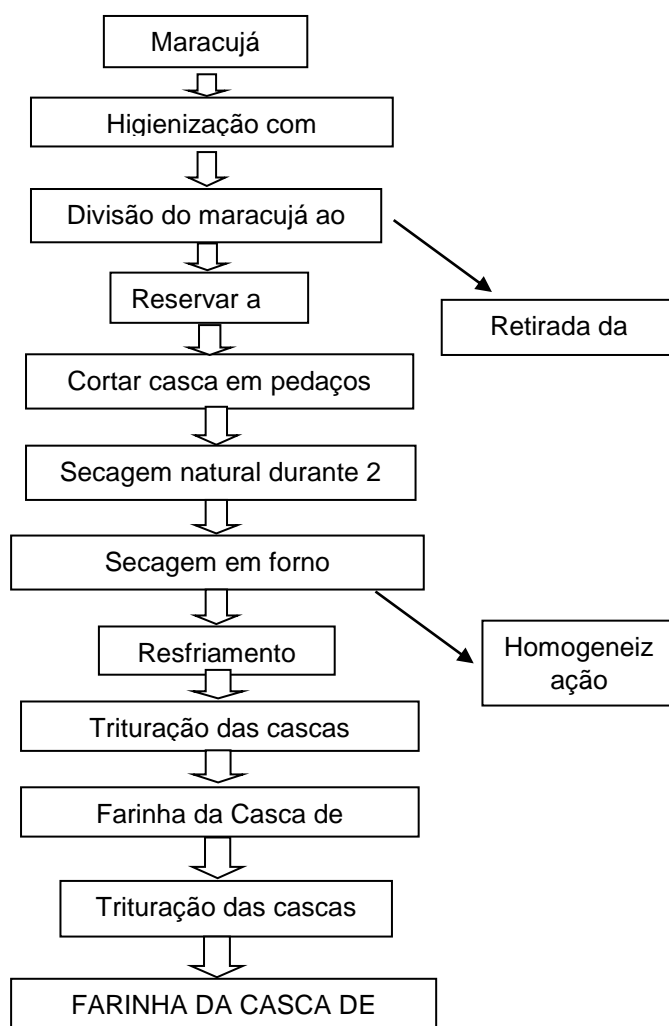 Maracujá
Higienização com
Divisão do maracujá ao
Reservar a
Retirada da
Cortar casca em pedaços
Secagem natural durante 2
Secagem em forno
Homogeneiz
ação
Resfriamento
Trituração das cascas
Farinha da Casca de
Trituração das cascas
FARINHA DA CASCA DE